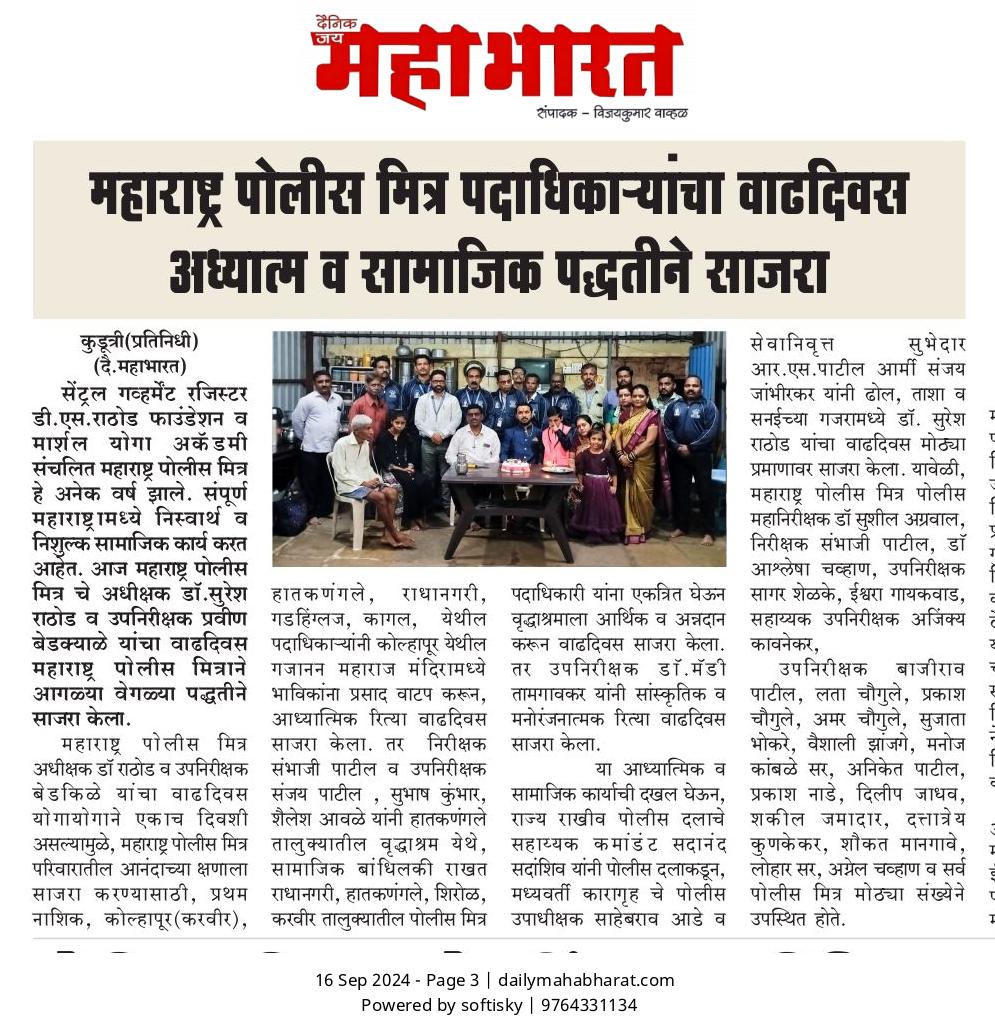 दैनिक
जय
महाभारत
संपादक – विजयकुमार वाव्हळ
महाराष्ट्र पोलीस मित्र पदाधिकाऱ्यांचा वाढदिवस
अध्यात्म व सामाजिक पद्धतीने साजरा
कुडूत्री(प्रतिनिधी)
(दै.महाभारत)
सेंट्रल गव्हर्मेंट रजिस्टर
डी.एस.राठोड फाउंडेशन व
मार्शल योगा अकॅडमी
संचलित महाराष्ट्र पोलीस मित्र
हे अनेक वर्ष झाले. संपूर्ण
महाराष्ट्रामध्ये निस्वार्थ व
निशुल्क सामाजिक कार्य करत
आहेत. आज महाराष्ट्र पोलीस
मित्र चे अधीक्षक डॉ.सुरेश
राठोड व उपनिरीक्षक प्रवीण
बेडक्याळे यांचा वाढदिवस
महाराष्ट्र पोलीस मित्राने
आगळ्या वेगळ्या पद्धतीने
साजरा केला.
महाराष्ट्र पोलीस मित्र
अधीक्षक डॉ राठोड व उपनिरीक्षक
बेडकिळे यांचा वाढदिवस
योगायोगाने एकाच दिवशी
असल्यामुळे, महाराष्ट्र पोलीस मित्र
परिवारातील आनंदाच्या क्षणाला
साजरा करण्यासाठी, प्रथम
नाशिक, कोल्हापूर(करवीर),
हातकणंगले, राधानगरी,
गडहिंग्लज, कागल, येथील
पदाधिकाऱ्यांनी कोल्हापूर येथील
गजानन महाराज मंदिरामध्ये
भाविकांना प्रसाद वाटप करून,
आध्यात्मिक रित्या वाढदिवस
साजरा केला. तर निरीक्षक
संभाजी पाटील व उपनिरीक्षक
संजय पाटील , सुभाष कुंभार,
शैलेश आवळे यांनी हातकणंगले
तालुक्यातील वृद्धाश्रम येथे,
सामाजिक बांधिलकी राखत
राधानगरी, हातकणंगले, शिरोळ,
करवीर तालुक्यातील पोलीस मित्र
पदाधिकारी यांना एकत्रित घेऊन
वृद्धाश्रमाला आर्थिक व अन्नदान
करून वाढदिवस साजरा केला.
तर उपनिरीक्षक डॉ.मॅडी
तामगावकर यांनी सांस्कृतिक व
मनोरंजनात्मक रित्या वाढदिवस
साजरा केला.
या आध्यात्मिक व
सामाजिक कार्याची दखल घेऊन,
राज्य राखीव पोलीस दलाचे
सहाय्यक कमांडंट सदानंद
सदाशिव यांनी पोलीस दलाकडून,
मध्यवर्ती कारागृह चे पोलीस
उपाधीक्षक साहेबराव आडे व
सेवानिवृत्त सुभेदार
आर.एस.पाटील आर्मी संजय
जांभीरकर यांनी ढोल, ताशा व
सनईच्या गजरामध्ये डॉ. सुरेश
राठोड यांचा वाढदिवस मोठ्या
प्रमाणावर साजरा केला. यावेळी,
महाराष्ट्र पोलीस मित्र पोलीस
महानिरीक्षक डॉ सुशील अग्रवाल,
निरीक्षक संभाजी पाटील, डॉ
आश्लेषा चव्हाण, उपनिरीक्षक
सागर शेळके, ईश्वरा गायकवाड,
सहाय्यक उपनिरीक्षक अजिंक्य
कावनेकर,
उपनिरीक्षक बाजीराव
पाटील, लता चौगुले, प्रकाश
चौगुले, अमर चौगुले, सुजाता
भोकरे, वैशाली झांजगे, मनोज
कांबळे सर, अनिकेत पाटील,
प्रकाश नाडे, दिलीप जाधव,
शकील जमादार, दत्तात्रेय
कुणकेकर, शौकत मानगावे,
लोहार सर, अग्नेल चव्हाण व सर्व
पोलीस मित्र मोठ्या संख्येने
उपस्थित होते.
16 Sep 2024 - Page 3 | dailymahabharat.com
Powered by softisky | 9764331134